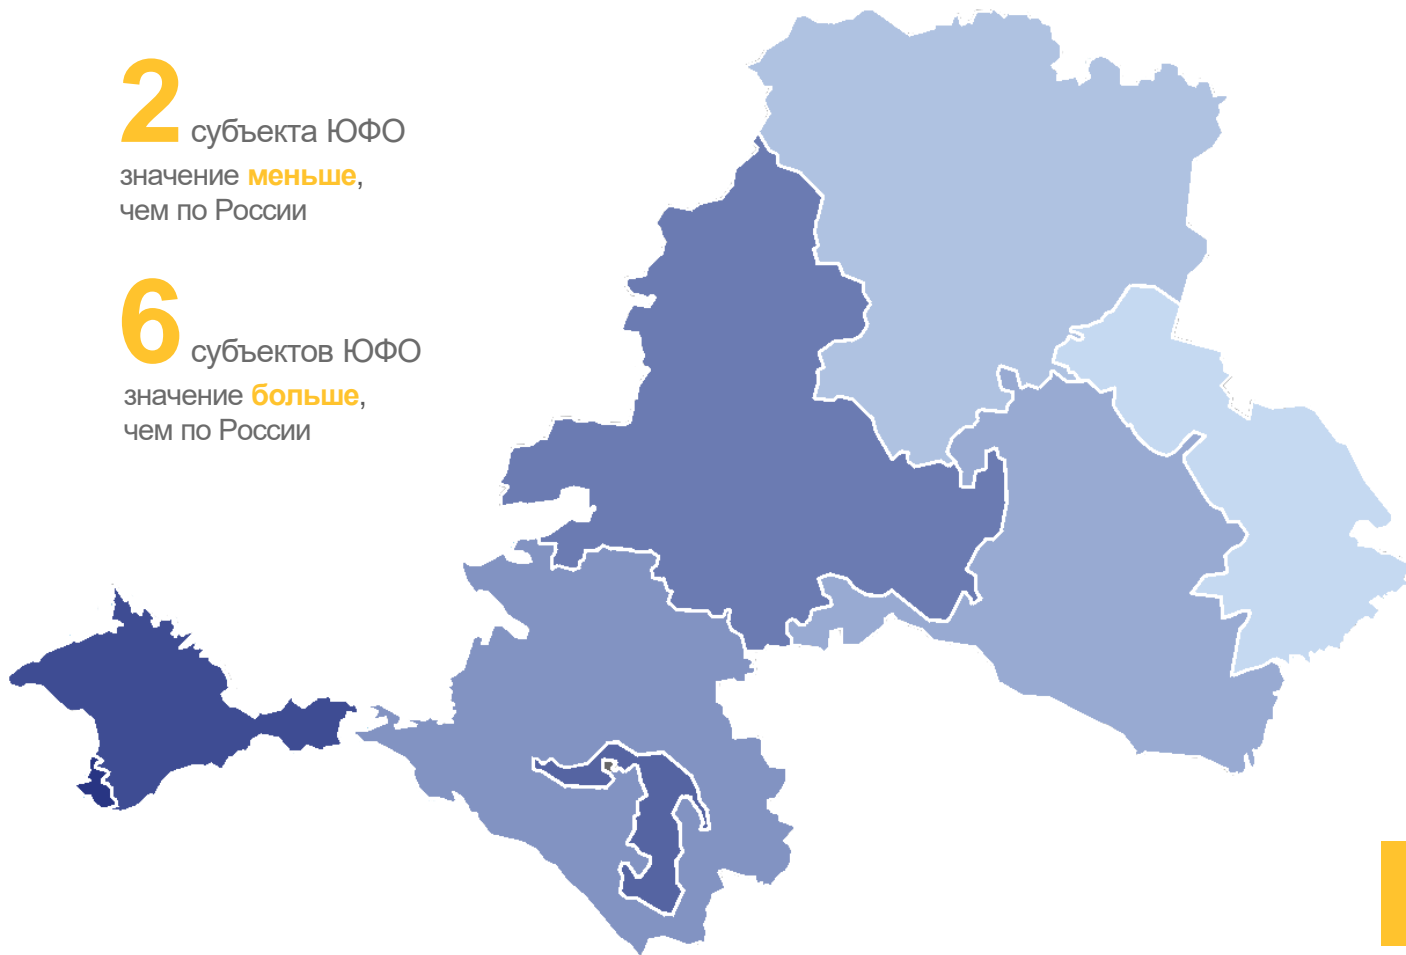 2 субъекта ЮФО
значение меньше,
чем по России
6 субъектов ЮФО
значение больше,
чем по России